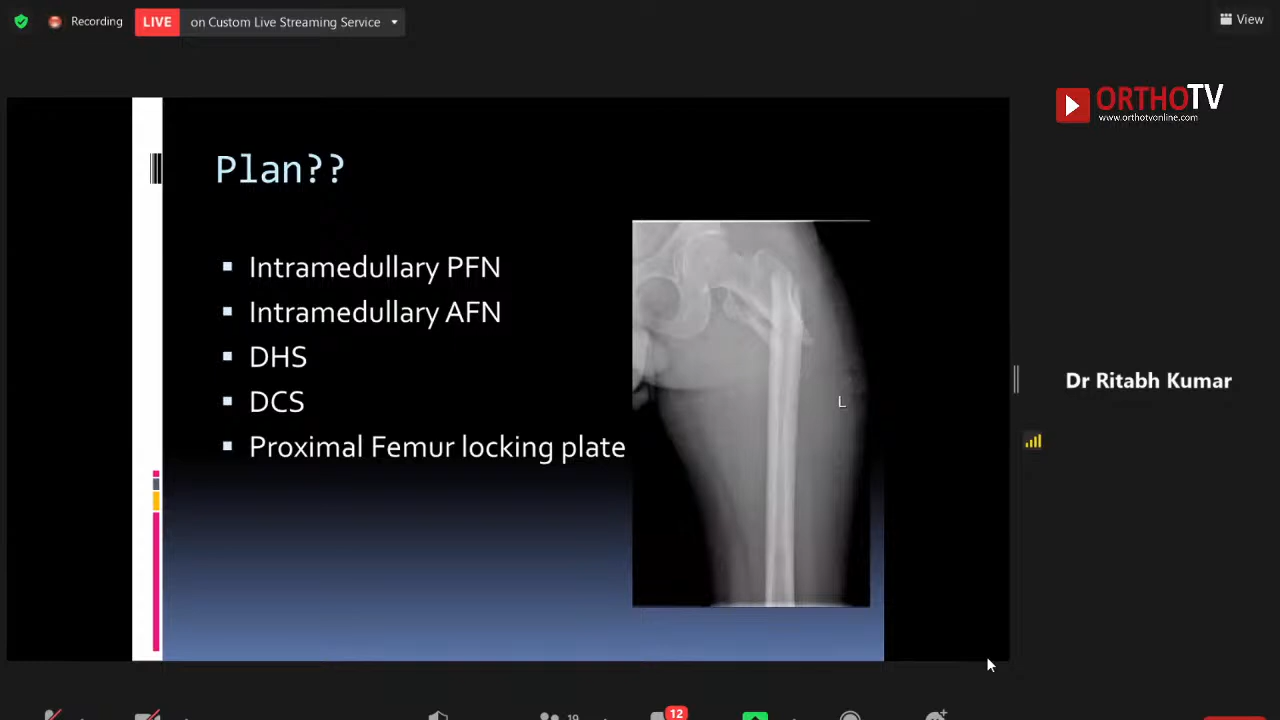 Recording
LIVE
on Custom Live Streaming Service
View
ORTHOTV
www.orthotvonline.com
Plan??
Intramedullary PFN
Intramedullary AFN
DHS
DCS
Proximal Femur locking plate
L
Dr Ritabh Kumar
12
19